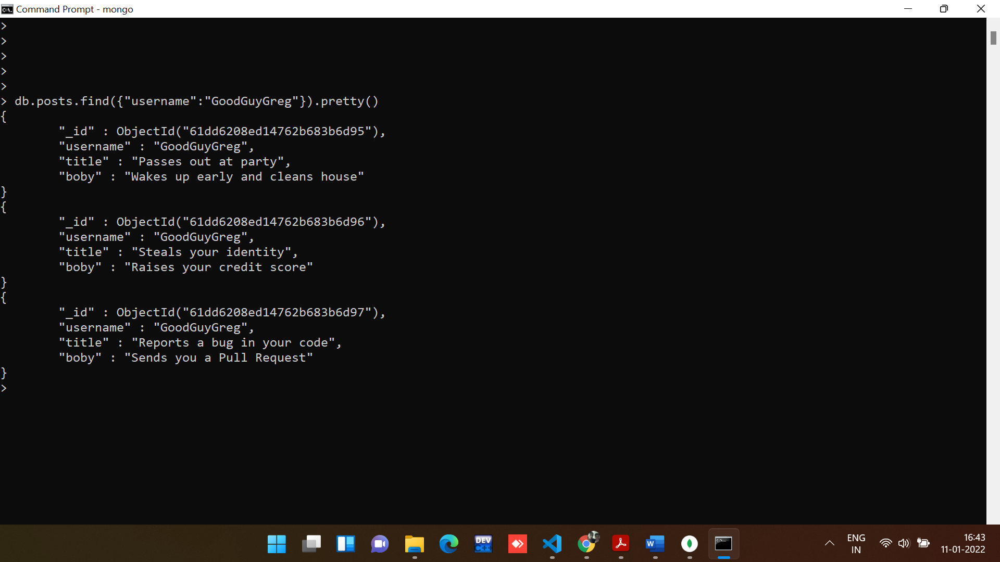 Command Prompt - mongo
>
>
>
>
>
> db.posts.find({"username":"GoodGuyGreg"}).pretty()
{
        "_id" : ObjectId("61dd6208ed14762b683b6d95"),
        "username" : "GoodGuyGreg",
        "title" : "Passes out at party",
        "boby" : "Wakes up early and cleans house"
}
{
        "_id" : ObjectId("61dd6208ed14762b683b6d96"),
        "username" : "GoodGuyGreg",
        "title" : "Steals your identity",
        "boby" : "Raises your credit score"
}
{
        "_id" : ObjectId("61dd6208ed14762b683b6d97"),
        "username" : "GoodGuyGreg",
        "title" : "Reports a bug in your code",
        "boby" : "Sends you a Pull Request"
}
>
DEV
C++
W
ENG
IN
16:43
11-01-2022